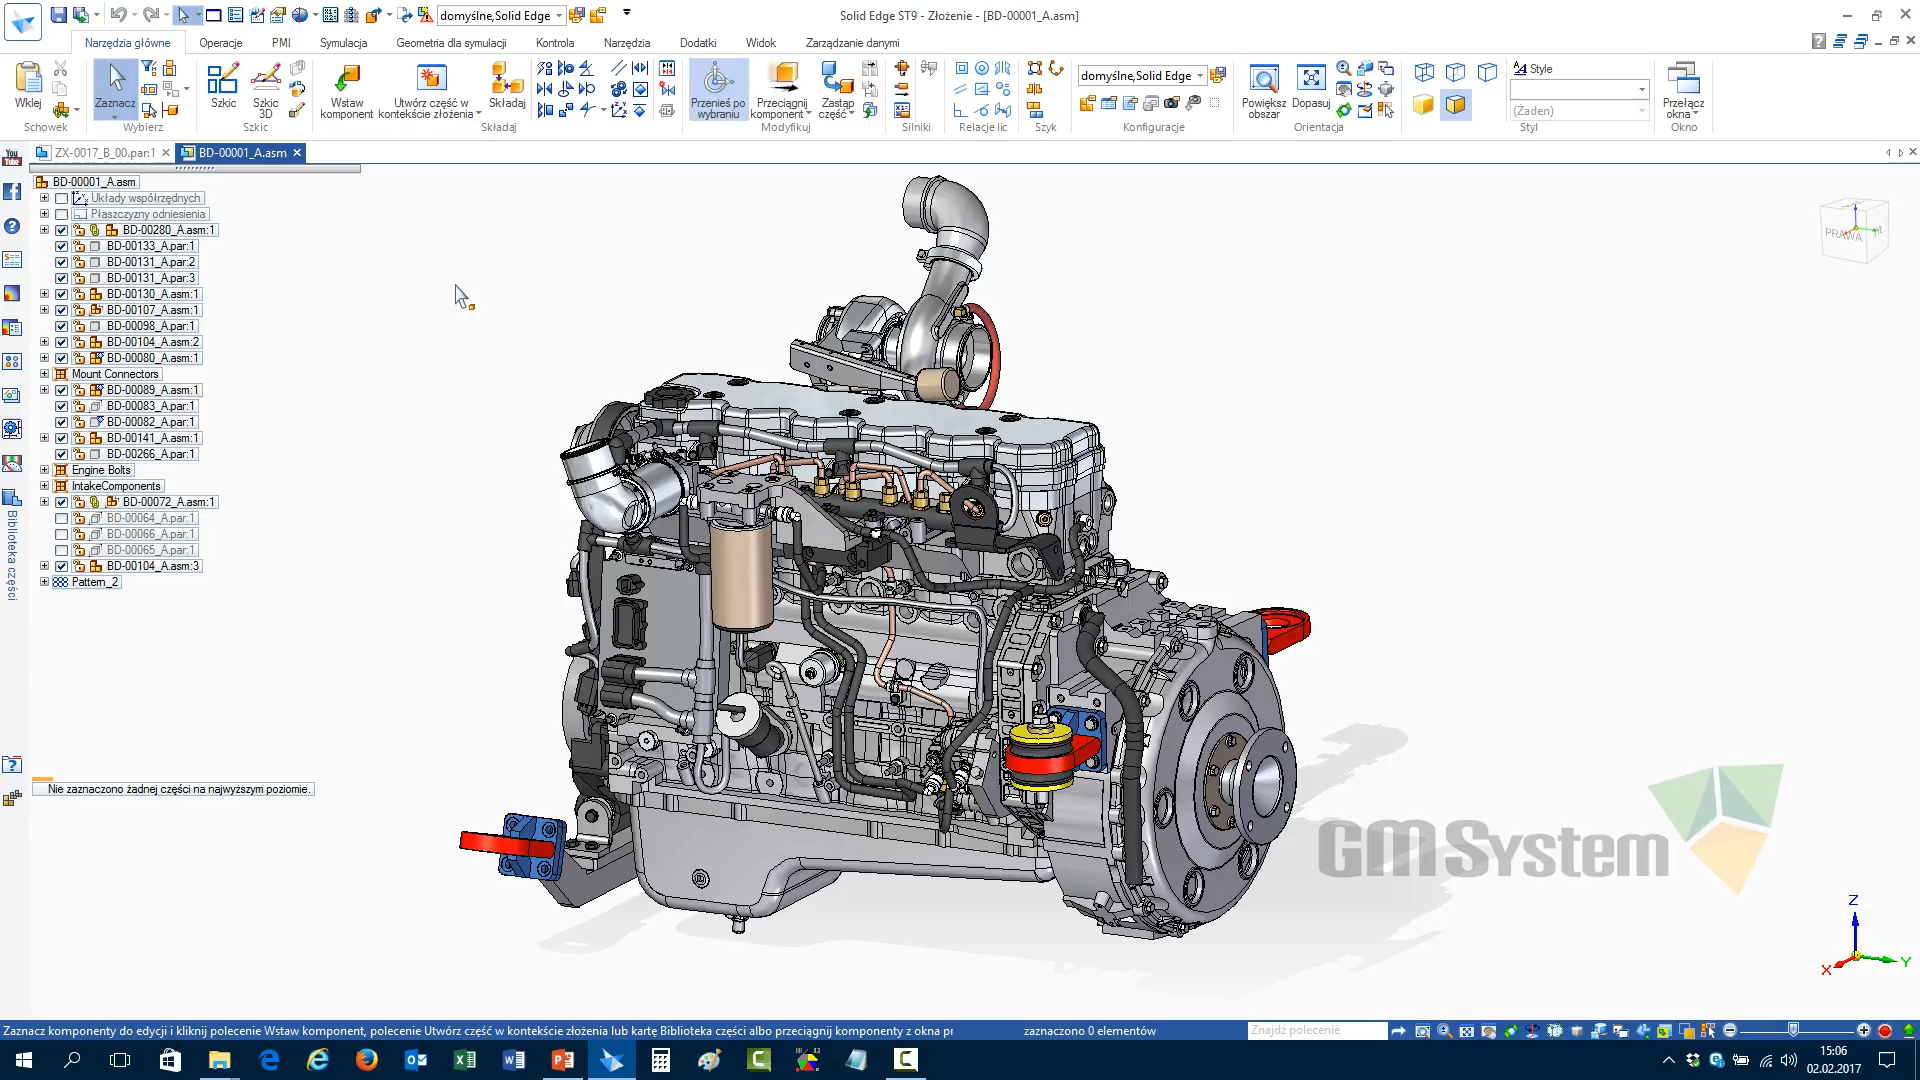 domyślne,Solid Edge
Solid Edge ST9 - Złożenie - [BD-00001_A.asm]
Narzędzia główne
Operacje
PMI
Symulacja
Geometria dla symulacji
Kontrola
Narzędzia
Dodatki
Widok
Zarządzanie danymi
Wklej
Schowek
Zaznacz
Wybierz
Szkic
Szkic 3D
Szkic
Wstaw komponent
Utwórz część w kontekście złożenia
Składaj
Składaj
Przenieś po wybraniu
Przeciągnij komponent
Zastąp część
Modyfikuj
Silniki
Relacje lic
Szyk
domyślne,Solid Edge
Konfiguracje
Powiększ obszar
Dopasuj
Orientacja
Style
(Żaden)
Styl
Przełącz okna
Okno
ZX-0017_B_00.par:1
BD-00001_A.asm
BD-00001_A.asm
Układy współrzędnych
Płaszczyzny odniesienia
BD-00280_A.asm:1
BD-00133_A.par:1
BD-00131_A.par:2
BD-00131_A.par:3
BD-00130_A.asm:1
BD-00107_A.asm:1
BD-00098_A.par:1
BD-00104_A.asm:2
BD-00080_A.asm:1
Mount Connectors
BD-00089_A.asm:1
BD-00083_A.par:1
BD-00082_A.par:1
BD-00141_A.asm:1
BD-00266_A.par:1
Engine Bolts
IntakeComponents
BD-00072_A.asm:1
BD-00064_A.par:1
BD-00066_A.par:1
BD-00065_A.par:1
BD-00104_A.asm:3
Pattern_2
You
Tube
Biblioteka części
Nie zaznaczono żadnej części na najwyższym poziomie.
PRAWA
GMSystem
Z
Y
X
Zaznacz komponenty do edycji i kliknij polecenie Wstaw komponent, polecenie Utwórz część w kontekście złożenia lub kartę Biblioteka części albo przeciągnij komponenty z okna pr
zaznaczono 0 elementów
Znajdź polecenie
15:06
02.02.2017